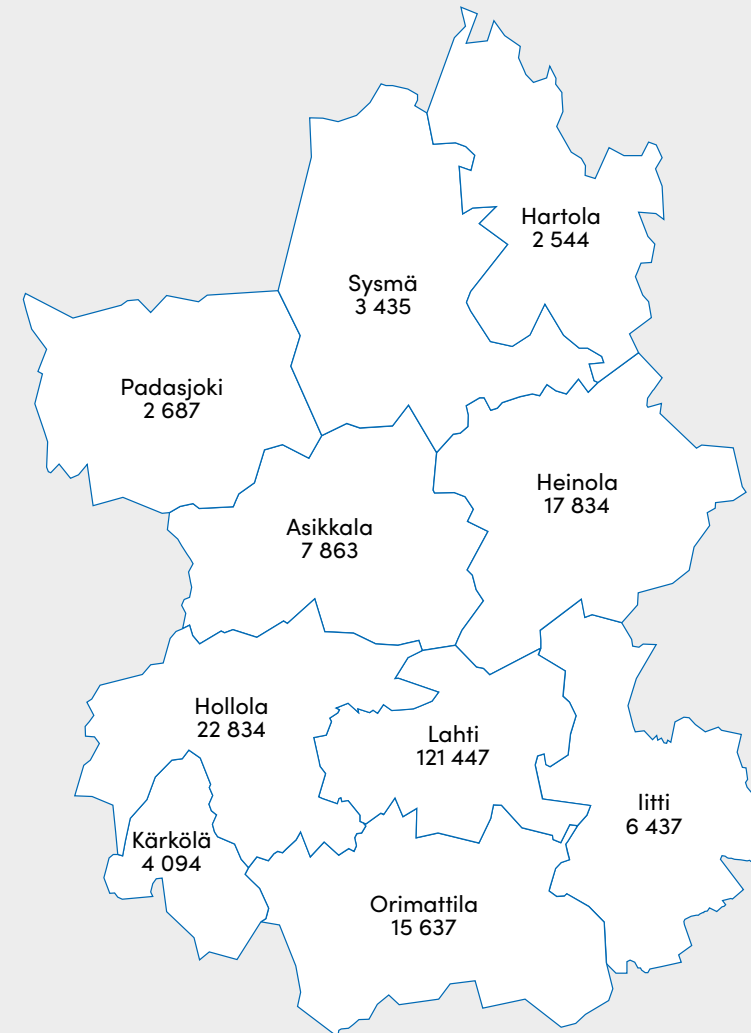 Hartola
2 544
Sysmä
3 435
Padasjoki
2 687
Heinola
17 834
Asikkala
7 863
Hollola
22 834
Lahti
121 447
Iitti
6 437
Kärkölä
4 094
Orimattila
15 637